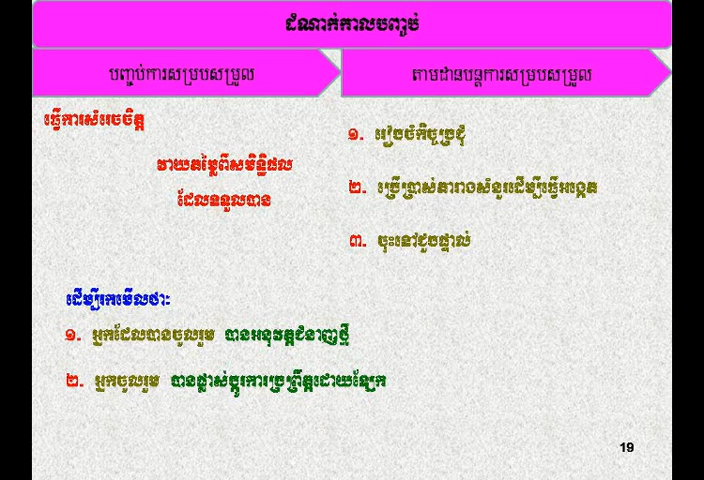 ដំណាក់កាលបញ្ចប់
បញ្ចប់ការសម្របសម្រួល
តាមដានបន្តការសម្របសម្រួល
ធ្វើការសំរេចចិត្ត
វាយតម្លៃពីសមិទ្ធិផល
ដែលទទួលបាន
១. រៀបចំកិច្ចប្រជុំ
២. ប្រើប្រាស់តារាងសំនួរដើម្បីធ្វើអង្កេត
៣. ចុះទៅជួបផ្ទាល់
ដើម្បីរកមើលថាៈ
១. អ្នកដែលបានចូលរួម បានអនុវត្តជំនាញថ្មី
២. អ្នកចូលរួម បានផ្លាស់ប្តូរការប្រព្រឹត្តដោយឡែក
19